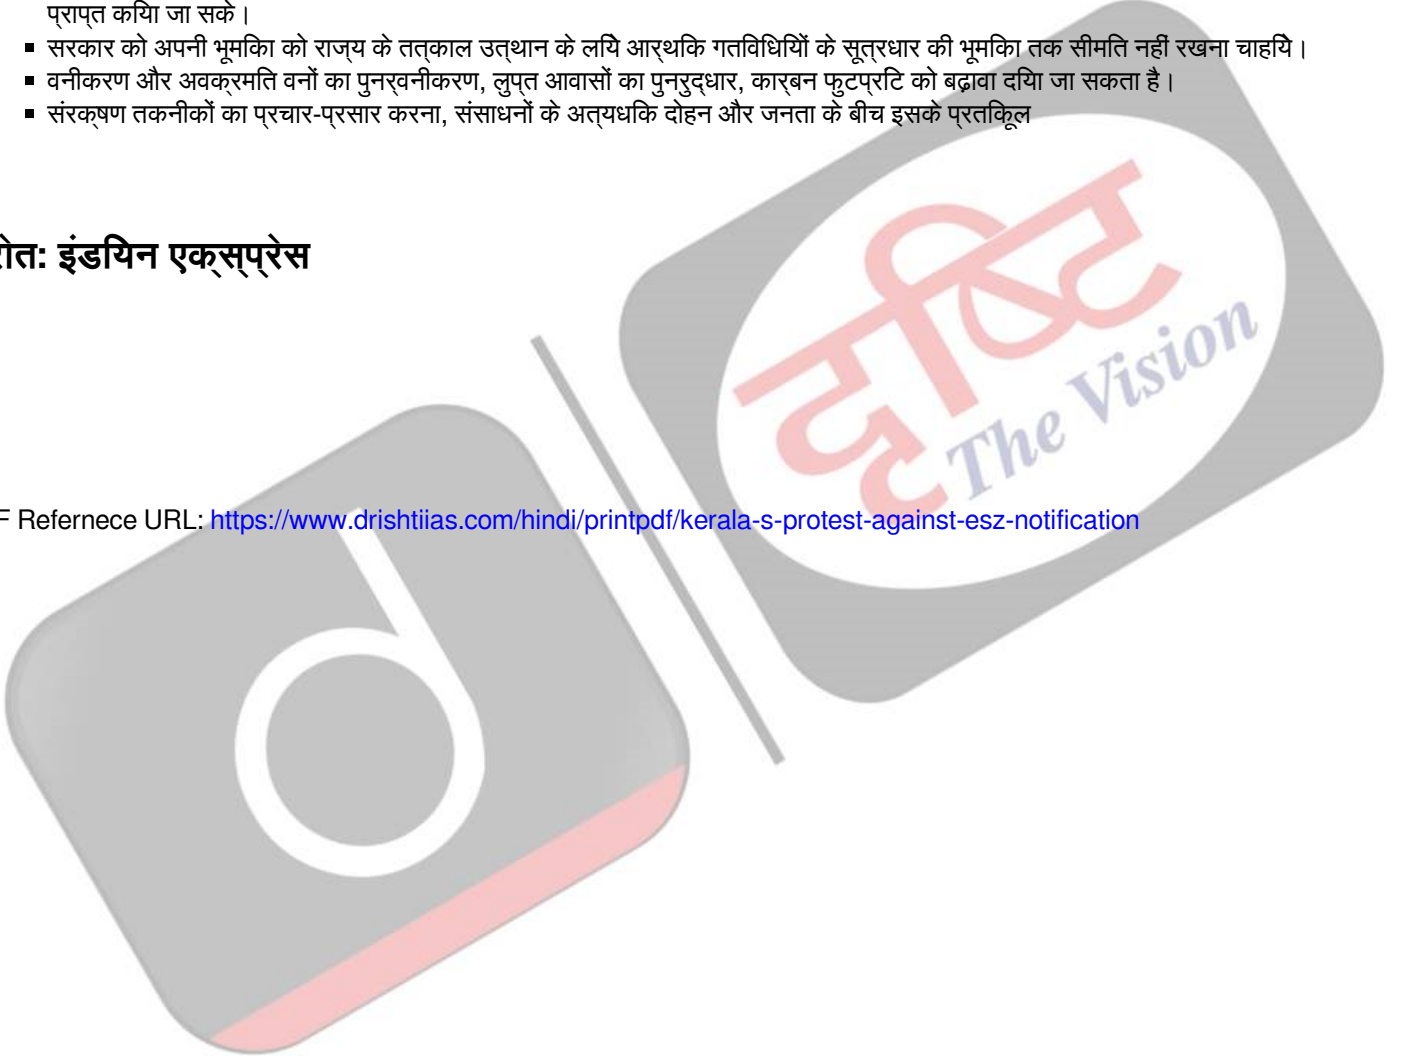 प्राप्त किया जा सके।
▪ सरकार को अपनी भूमिका को राज्य के तत्काल उत्थान के लिये आर्थिक गतिविधियों के सूत्रधार की भूमिका तक सीमित नहीं रखना चाहिये।
▪ वनीकरण और अवक्रमित वनों का पुनर्वनीकरण, लुप्त आवासों का पुनरुद्धार, कार्बन फुटप्रिंट को बढ़ावा दिया जा सकता है।
▪ संरक्षण तकनीकों का प्रचार-प्रसार करना, संसाधनों के अत्यधिक दोहन और जनता के बीच इसके प्रतिकूल
रोत: इंडियन एक्सप्रेस
दृष्टि
The Vision
F Refernece URL: https://www.drishtiias.com/hindi/printpdf/kerala-s-protest-against-esz-notification
d